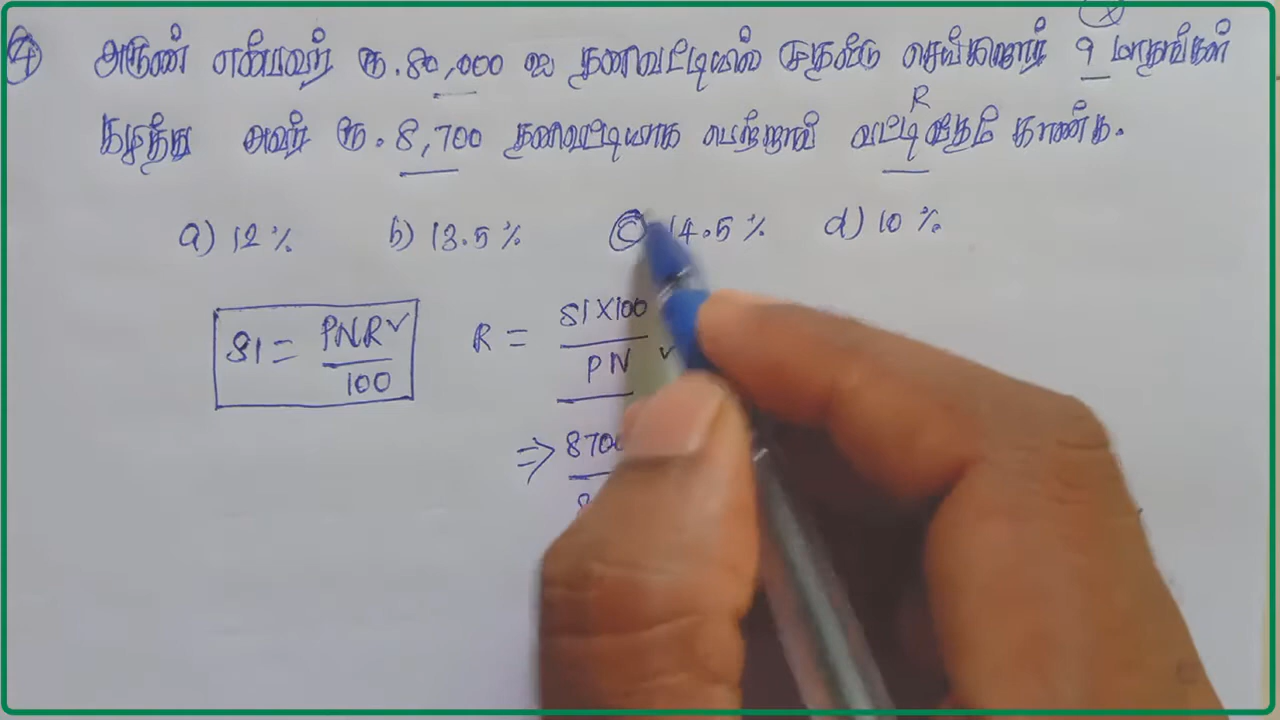 4 அருண் என்பவர் ரூ.80,000 ஐ தனிவட்டியில் முதலீடு செய்கிறார் 9 மாதங்கள்
கழித்து அவர் ரூ. 8,700 தனிவட்டியாக பெற்றால் வட்டி வீதம் காண்க.
R
a) 12% b) 13.5% c 14.5% d) 10%
SI = PNR / 100
R = SI X 100 / PN
⇒ 8700